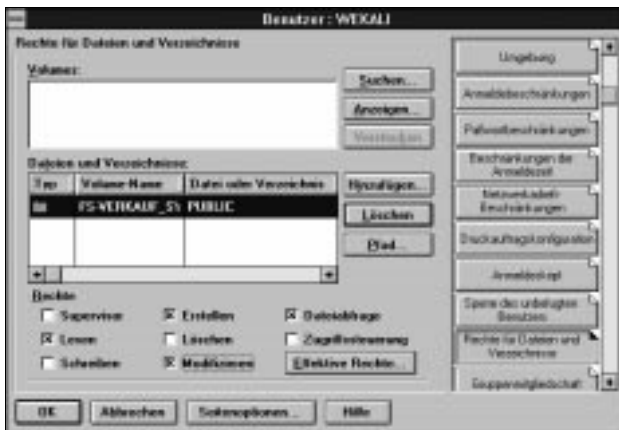 Benutzer : WEKALI
Rechte für Dateien und Verzeichnisse
Volumes:
Suchen...
Anzeigen...
Verstecken
Dateien und Verzeichnisse:
Typ Volume-Name Datei oder Verzeichnis
FS-VERKAUF_SY PUBLIC
Hinzufügen...
Löschen
Pfad...
Rechte
Supervisor Erstellen Dateiabfrage
Lesen Löschen Zugriffssteuerung
Schreiben Modifizieren Effektive Rechte...
OK Abbrechen Seitenoptionen... Hilfe
Umgebung
Anmeldebeschränkungen
Paßwortbeschränkungen
Beschränkungen der
Anmeldezeit
Netzwerkadreß-
Beschränkungen
Druckauftragskonfiguration
Anmeldeskript
Sperre des unbefugten
Benutzers
Rechte für Dateien und
Verzeichnisse
Gruppenmitgliedschaft